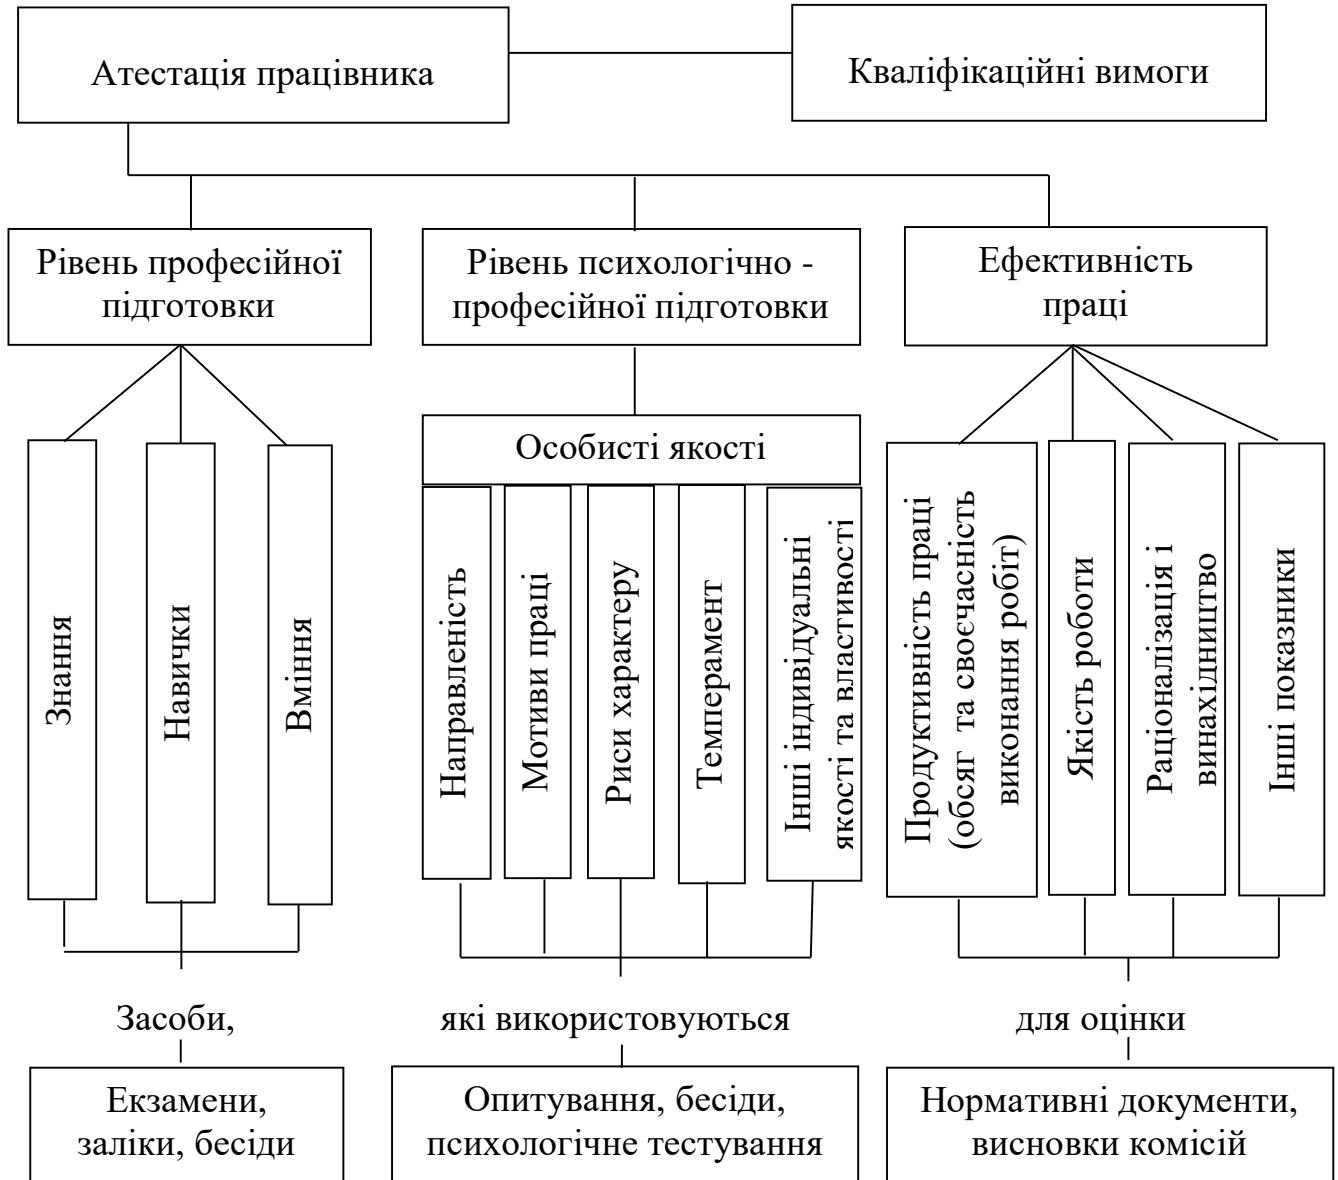 Атестація працівника
Кваліфікаційні вимоги
Рівень професійної
підготовки
Рівень психологічно -
професійної підготовки
Ефективність
праці
Знання
Навички
Вміння
Особисті якості
Направленість
Мотиви праці
Риси характеру
Темперамент
Інші індивідуальні
якості та властивості
Продуктивність праці
(обсяг та своєчасність
виконання робіт)
Якість роботи
Раціоналізація і
винахідництво
Інші показники
Засоби,
які використовуються
для оцінки
Екзамени,
заліки, бесіди
Опитування, бесіди,
психологічне тестування
Нормативні документи,
висновки комісій